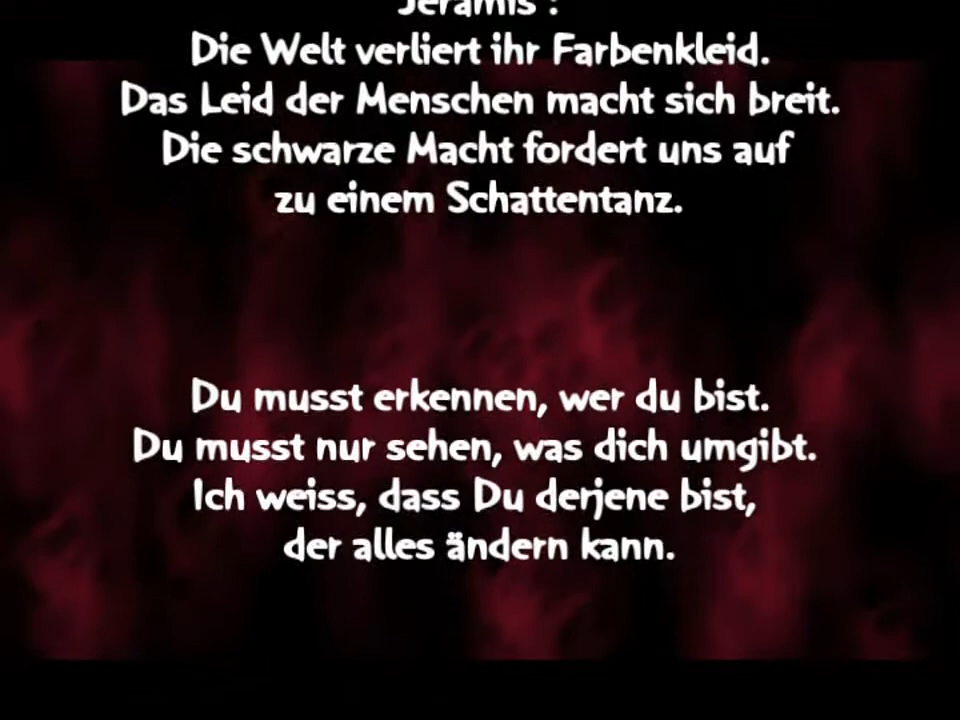 Jeramis :
Die Welt verliert ihr Farbenkleid.
Das Leid der Menschen macht sich breit.
Die schwarze Macht fordert uns auf
zu einem Schattentanz.
Du musst erkennen, wer du bist.
Du musst nur sehen, was dich umgibt.
Ich weiss, dass Du derjene bist,
der alles ändern kann.